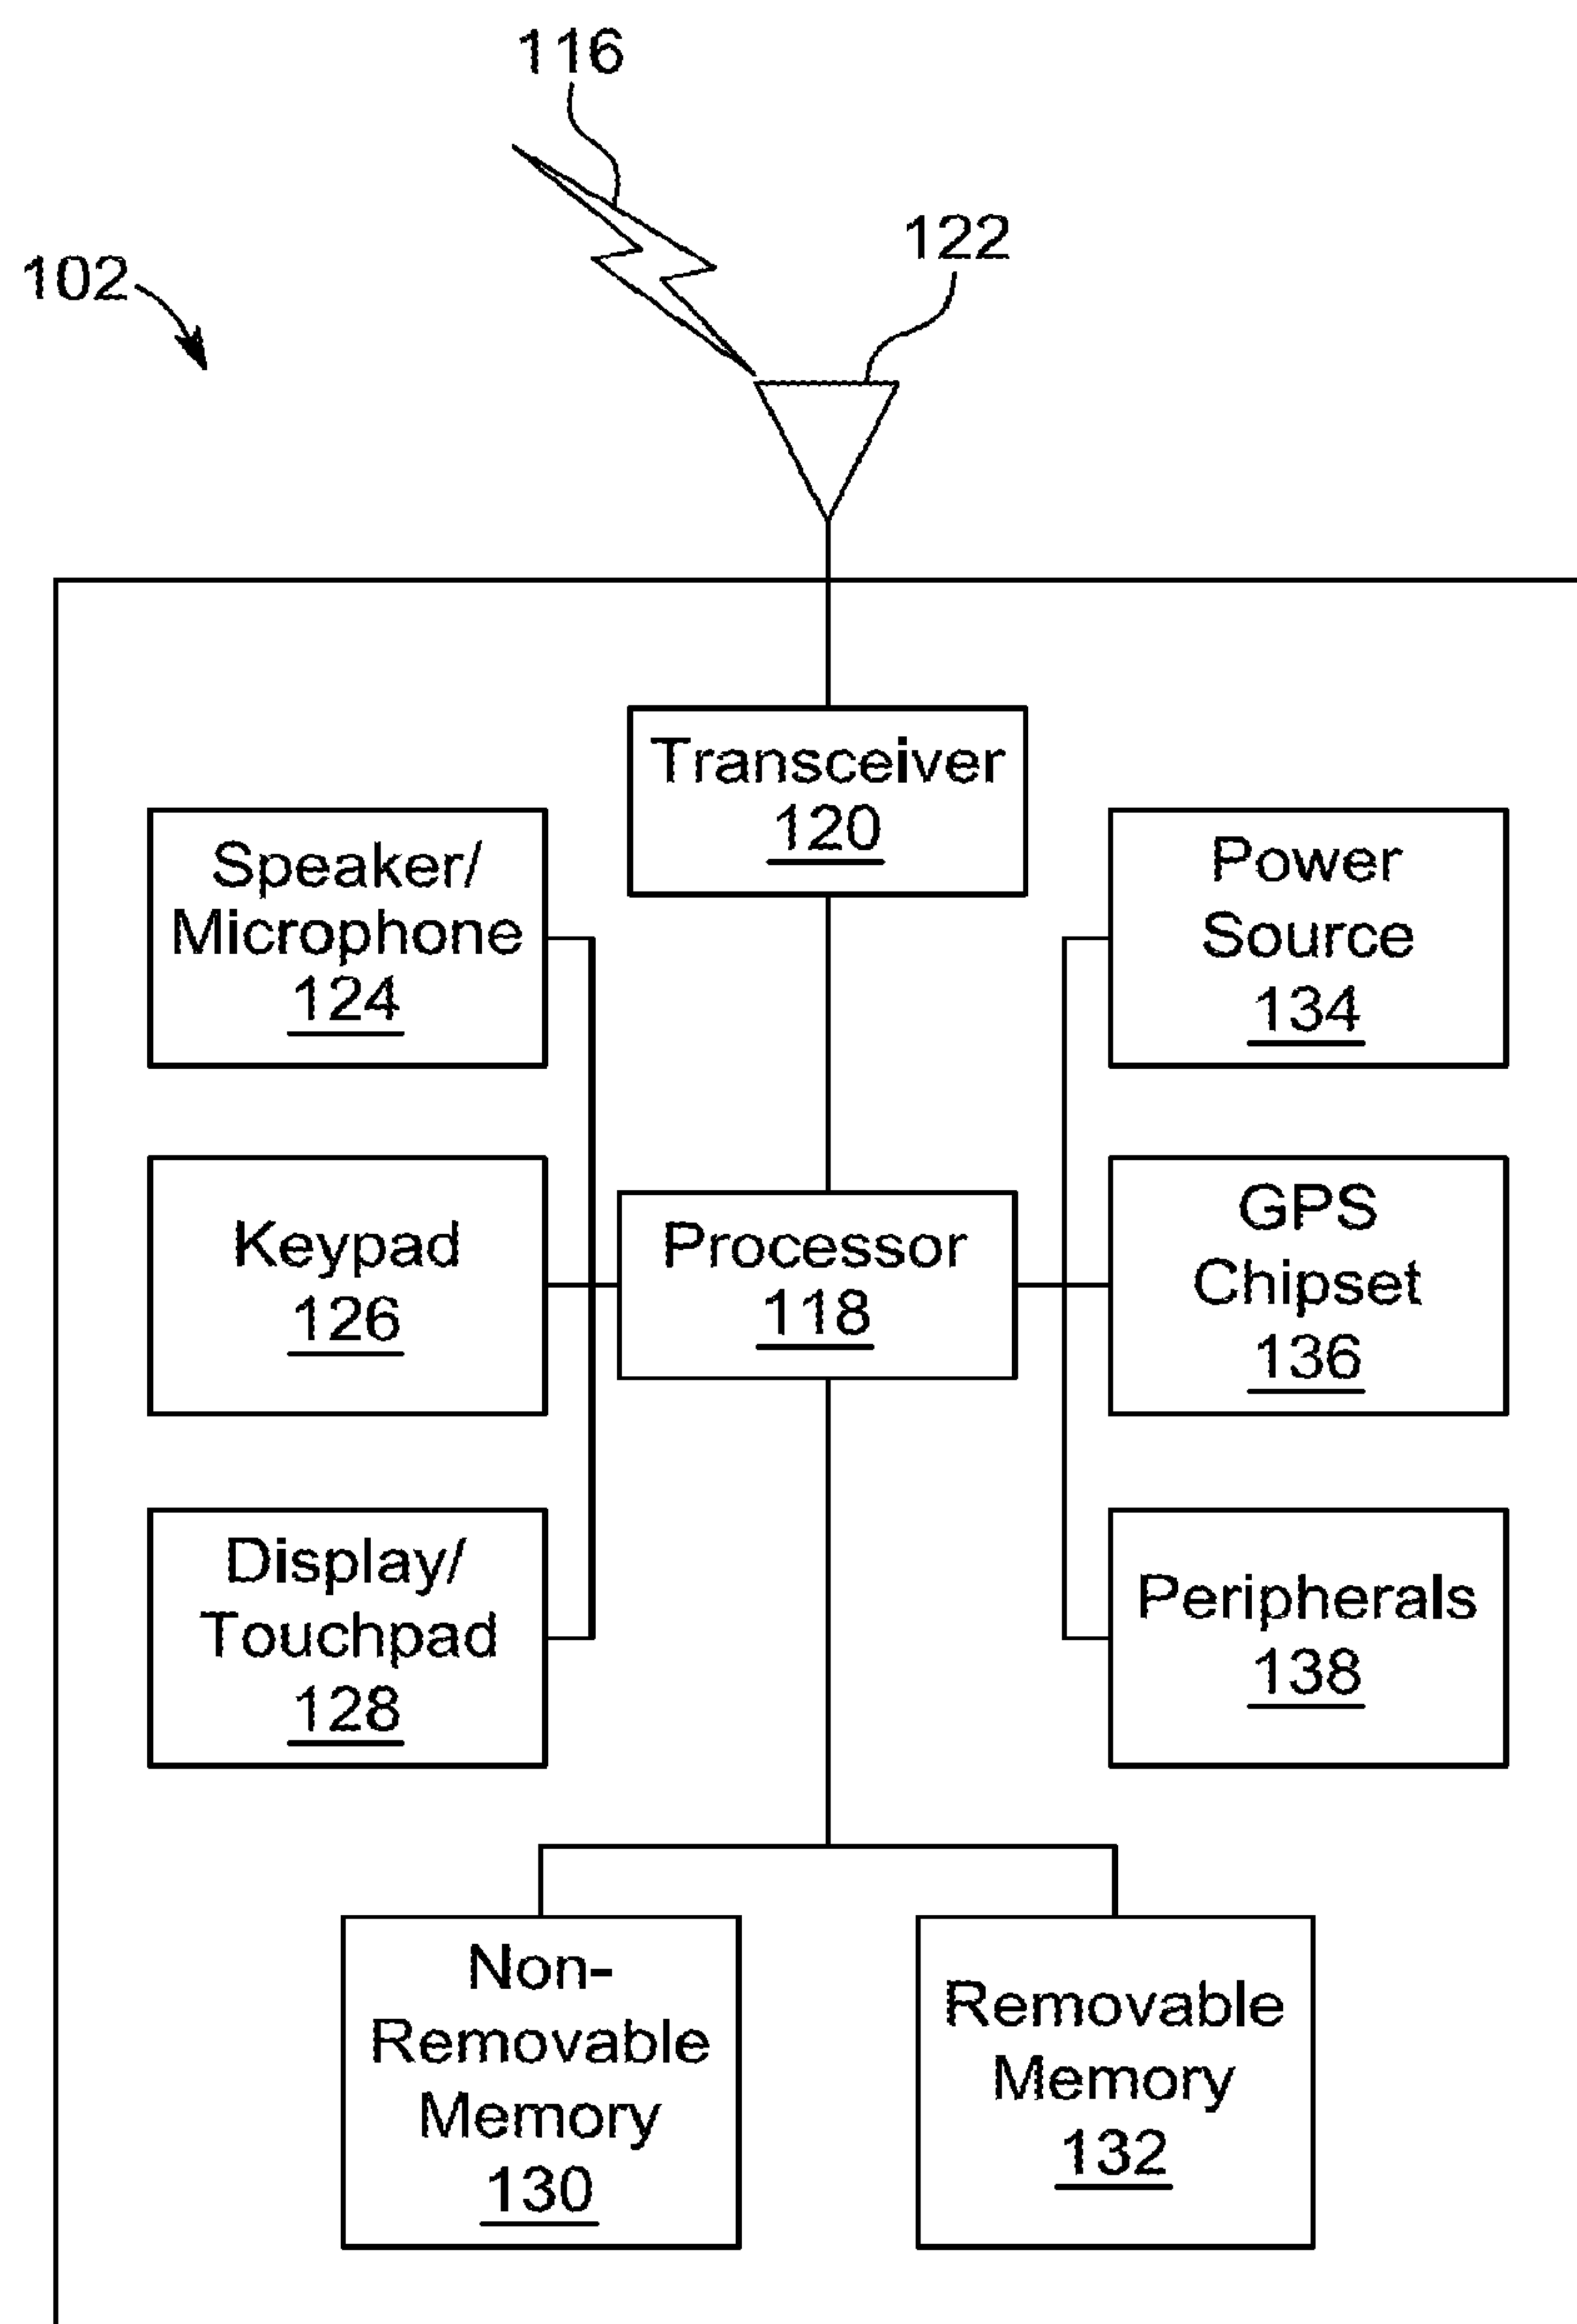 116
122
102
Transceiver
120
Speaker/
Microphone
124
Power
Source
134
Keypad
126
Processor
118
GPS
Chipset
136
Display/
Touchpad
128
Peripherals
138
Non-
Removable
Memory
130
Removable
Memory
132